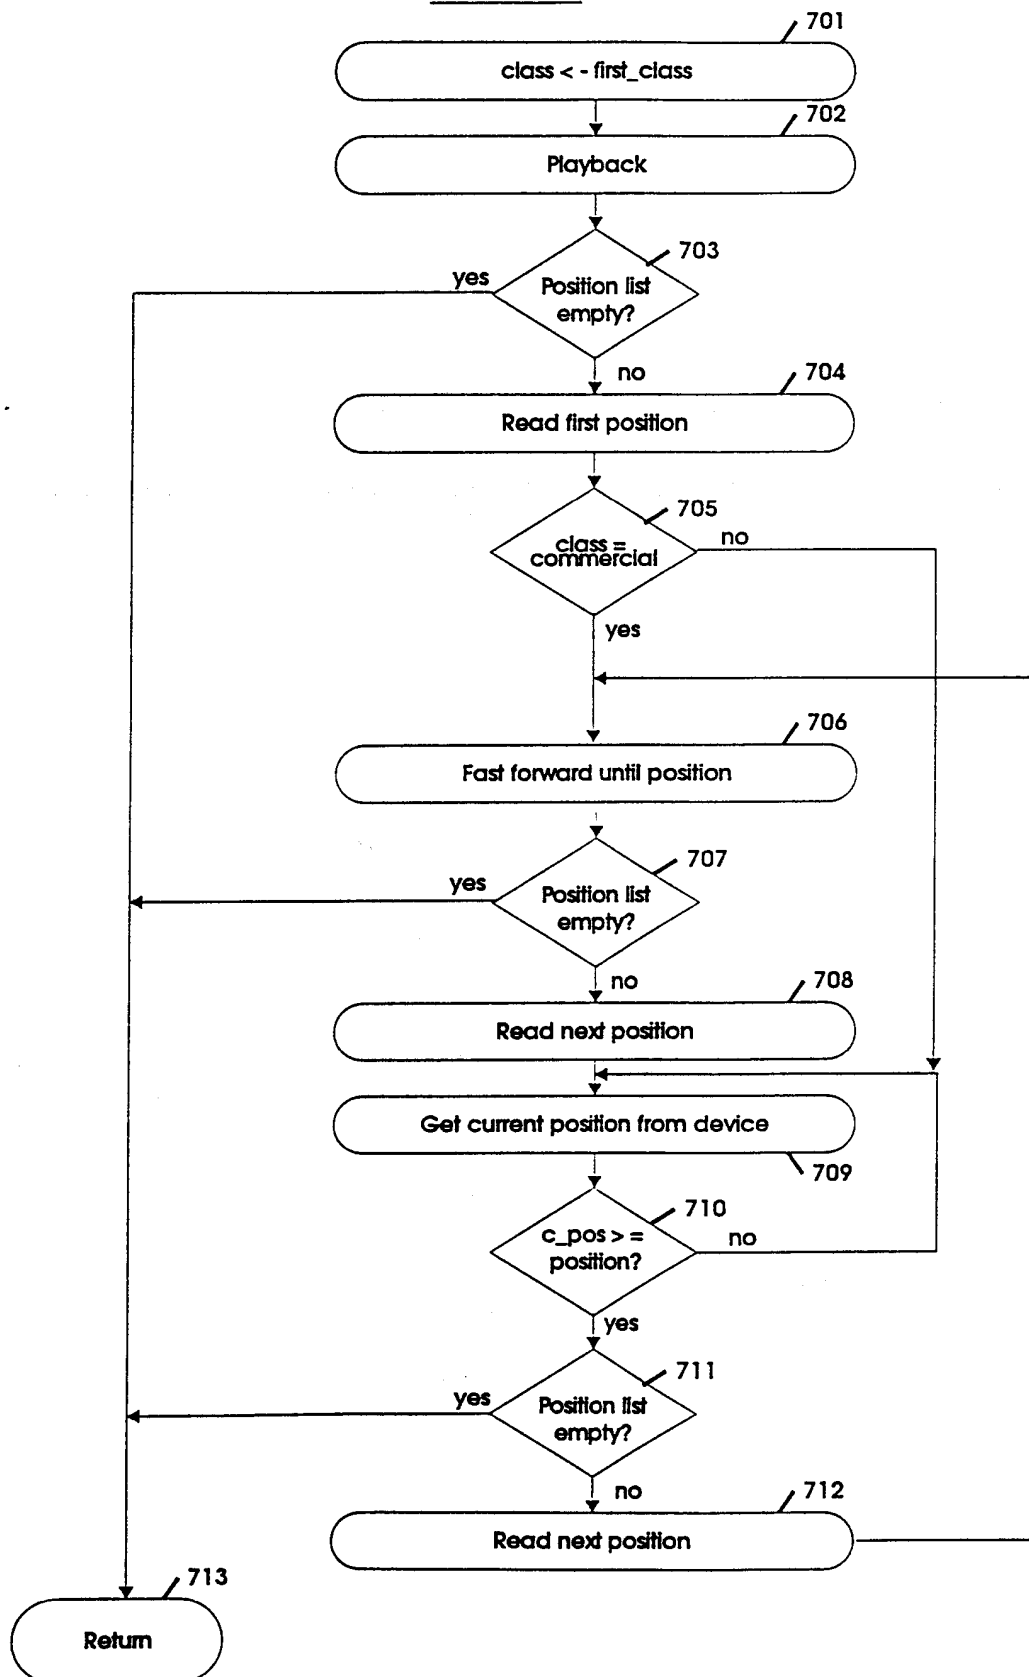 701
class < - first_class
702
Playback
703
yes
Position list
empty?
no
704
Read first position
705
class =
commercial
no
yes
706
Fast forward until position
707
yes
Position list
empty?
no
708
Read next position
Get current position from device
709
710
c_pos > =
position?
no
yes
711
yes
Position list
empty?
no
712
Read next position
713
Return